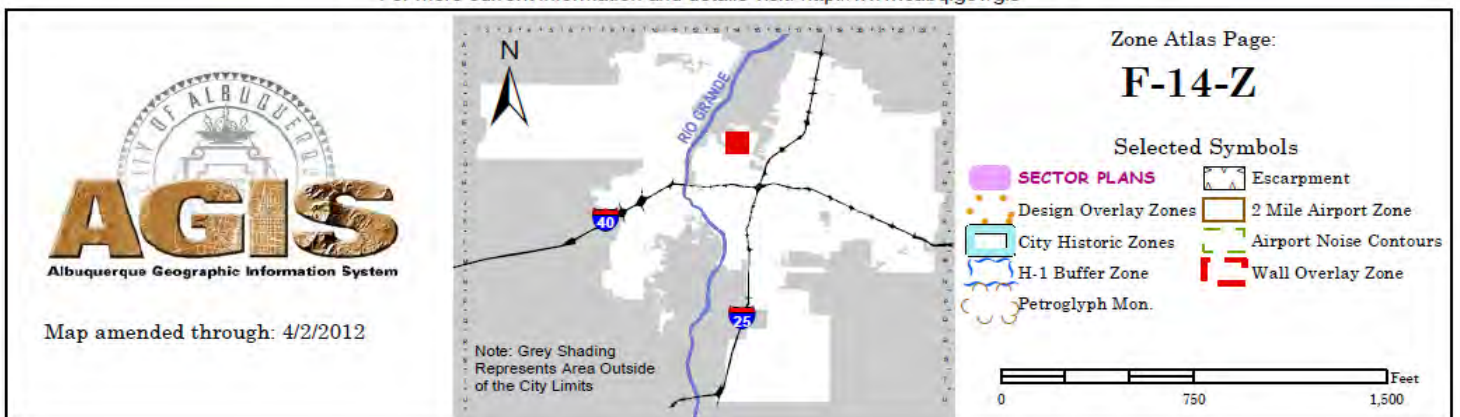 CITY OF ALBUQUERQUE
AGIS
Albuquerque Geographic Information System
Map amended through: 4/2/2012
N
RIO GRANDE
40
25
Note: Grey Shading
Represents Area Outside
of the City Limits
Zone Atlas Page:
F-14-Z
Selected Symbols
SECTOR PLANS
Escarpment
Design Overlay Zones
2 Mile Airport Zone
City Historic Zones
Airport Noise Contours
H-1 Buffer Zone
Wall Overlay Zone
Petroglyph Mon.
Feet
0 750 1,500